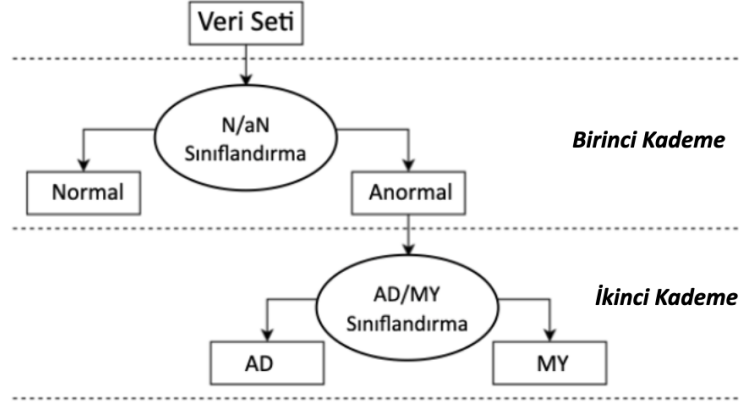 Veri Seti
N/aN
Sınıflandırma
Birinci Kademe
Normal
Anormal
AD/MY
Sınıflandırma
İkinci Kademe
AD
MY